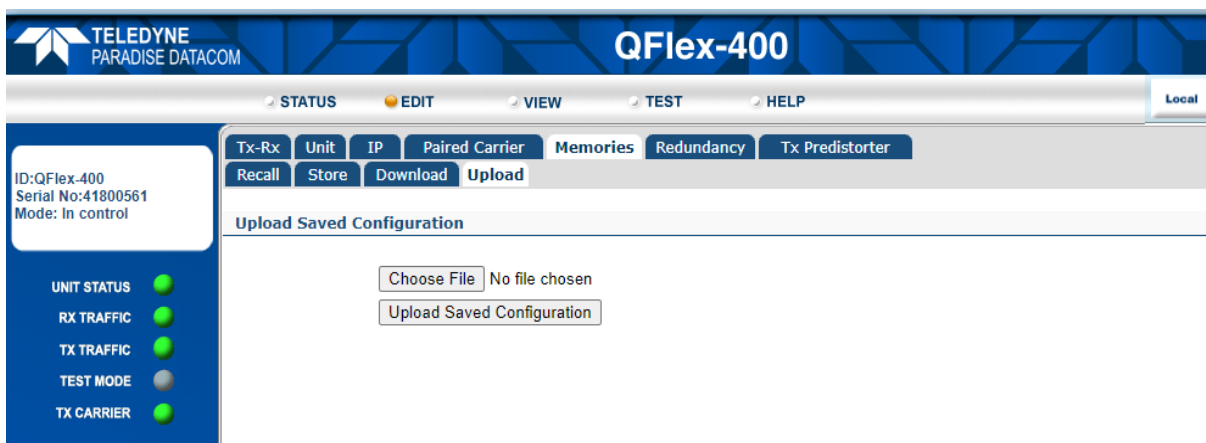 TELEDYNE
PARADISE DATACOM
QFlex-400
STATUS EDIT VIEW TEST HELP
Local
Tx-Rx Unit IP Paired Carrier Memories Redundancy Tx Predistorter
Recall Store Download Upload
ID:QFlex-400
Serial No:41800561
Mode: In control
Upload Saved Configuration
Choose File No file chosen
Upload Saved Configuration
UNIT STATUS
RX TRAFFIC
TX TRAFFIC
TEST MODE
TX CARRIER